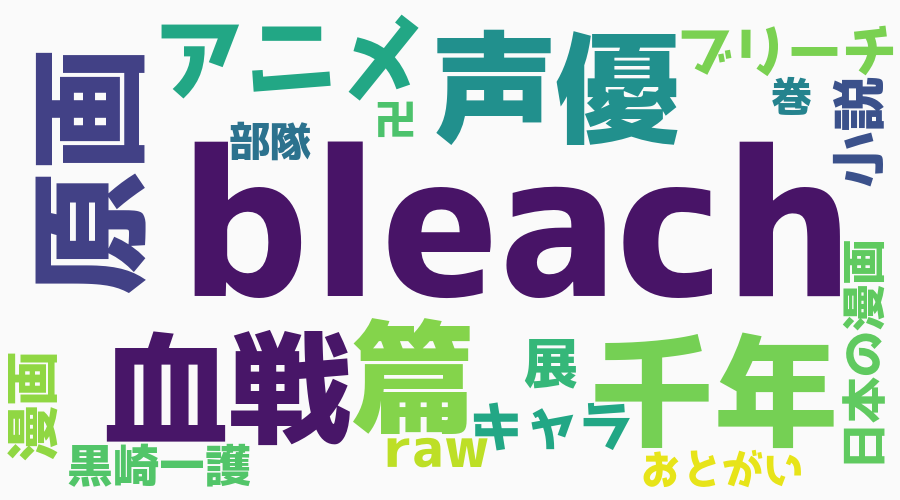 アニメ
声優
ブリーチ
原画
卍
部隊
巻
小説
bleach
日本の漫画
血戦
篇
展
千年
漫画
キャラ
黒崎一護
raw
おとがい